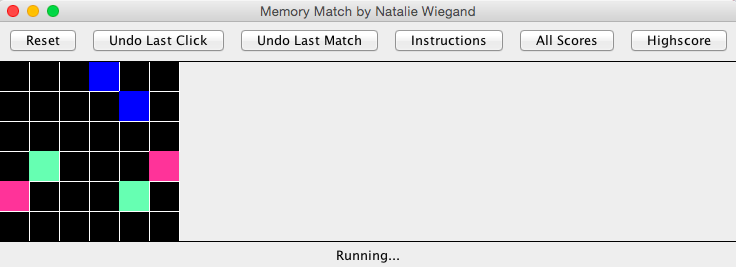 Memory Match by Natalie Wiegand
Reset Undo Last Click Undo Last Match Instructions All Scores Highscore
Running...